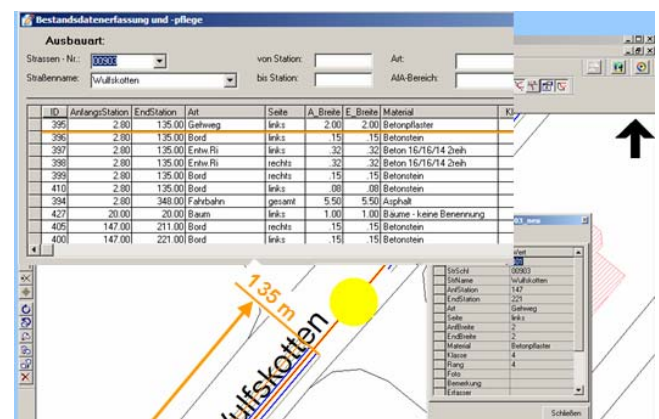 Bestandsdatenerfassung und -pflege
Ausbauart:
Strassen - Nr.: 00903 von Station: Art:
Straßenname: Wulfskotten bis Station: AIA-Bereich:
ID AnfangsStation EndStation Art Seite A_Breite E_Breite Material Kl
395 2.80 135.00 Gehweg links 2.00 2.00 Betonpflaster
396 2.80 135.00 Bord links .15 .15 Betonstein
397 2.80 135.00 Entw.Ri links .32 .32 Beton 16/16/14 2reih
398 2.80 135.00 Entw.Ri rechts .32 .32 Beton 16/16/14 2reih
399 2.80 135.00 Bord rechts .15 .15 Betonstein
410 2.80 135.00 Bord links .08 .08 Betonstein
394 2.80 348.00 Fahrbahn gesamt 5.50 5.50 Asphalt
427 20.00 20.00 Baum links 1.00 1.00 Bäume - keine Benennung
405 147.00 211.00 Bord rechts .15 .15 Betonstein
400 147.00 221.00 Bord links .15 .15 Betonstein
135 m
Wulfskotten
03_neu
Wert
StrSchl 00903
StrName Wulfskotten
AnfStation 147
EndStation 221
Art Gehweg
Seite links
AnfBreite 2
EndBreite 2
Material Betonpflaster
Klasse 4
Rang 4
Foto
Bemerkung
Erfasser
Schließen